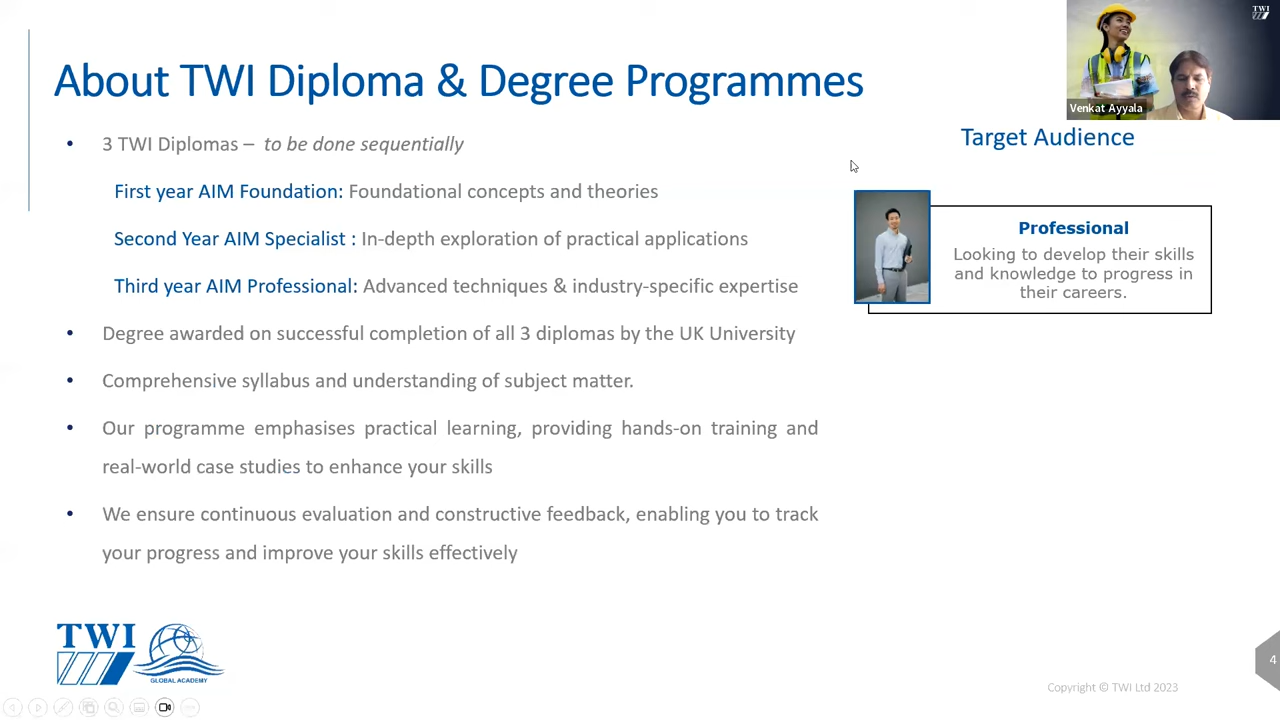 About TWI Diploma & Degree Programmes
• 3 TWI Diplomas – to be done sequentially
First year AIM Foundation: Foundational concepts and theories
Second Year AIM Specialist : In-depth exploration of practical applications
Third year AIM Professional: Advanced techniques & industry-specific expertise
• Degree awarded on successful completion of all 3 diplomas by the UK University
• Comprehensive syllabus and understanding of subject matter.
• Our programme emphasises practical learning, providing hands-on training and
real-world case studies to enhance your skills
• We ensure continuous evaluation and constructive feedback, enabling you to track
your progress and improve your skills effectively
TWI
Venkat Ayyala
Target Audience
Professional
Looking to develop their skills
and knowledge to progress in
their careers.
TWI
GLOBAL ACADEMY
Copyright © TWI Ltd 2023
4